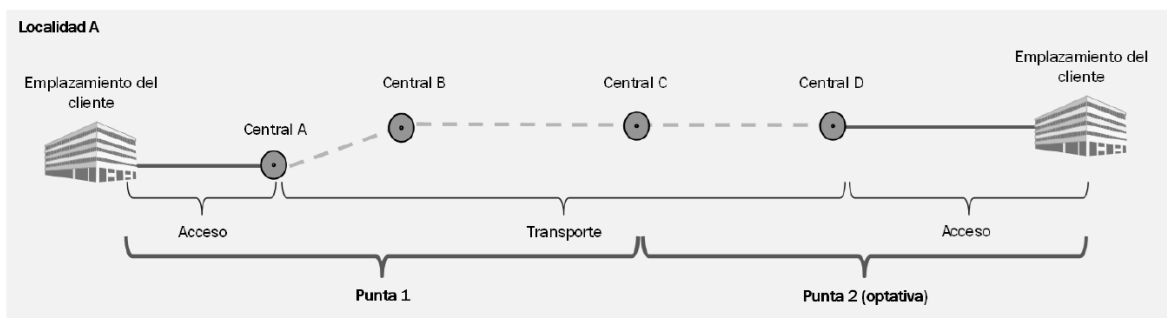 Localidad A
Emplazamiento del
cliente
Central A
Central B
Central C
Central D
Emplazamiento del
cliente
Acceso
Transporte
Acceso
Punta 1
Punta 2 (optativa)